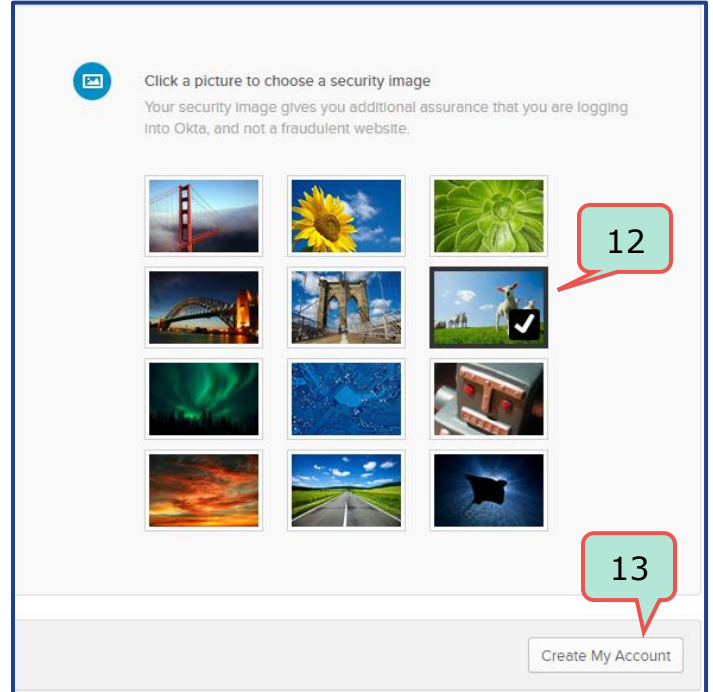 Click a picture to choose a security image
Your security image gives you additional assurance that you are logging
into Okta, and not a fraudulent website.
12
13
Create My Account